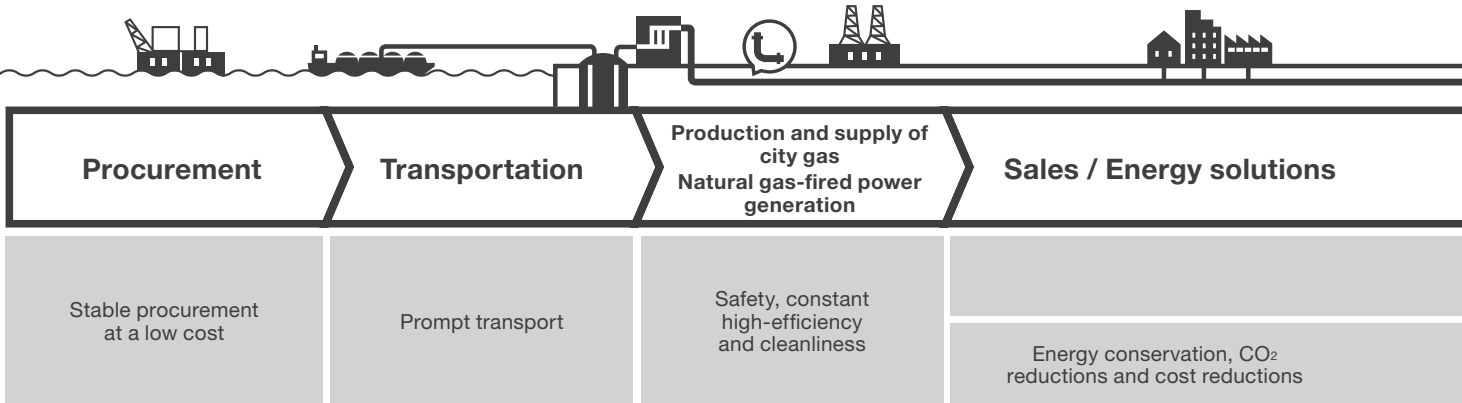 Procurement
Transportation
Production and supply of
city gas
Natural gas-fired power
generation
Sales / Energy solutions
Stable procurement
at a low cost
Prompt transport
Safety, constant
high-efficiency
and cleanliness
Energy conservation, CO2
reductions and cost reductions